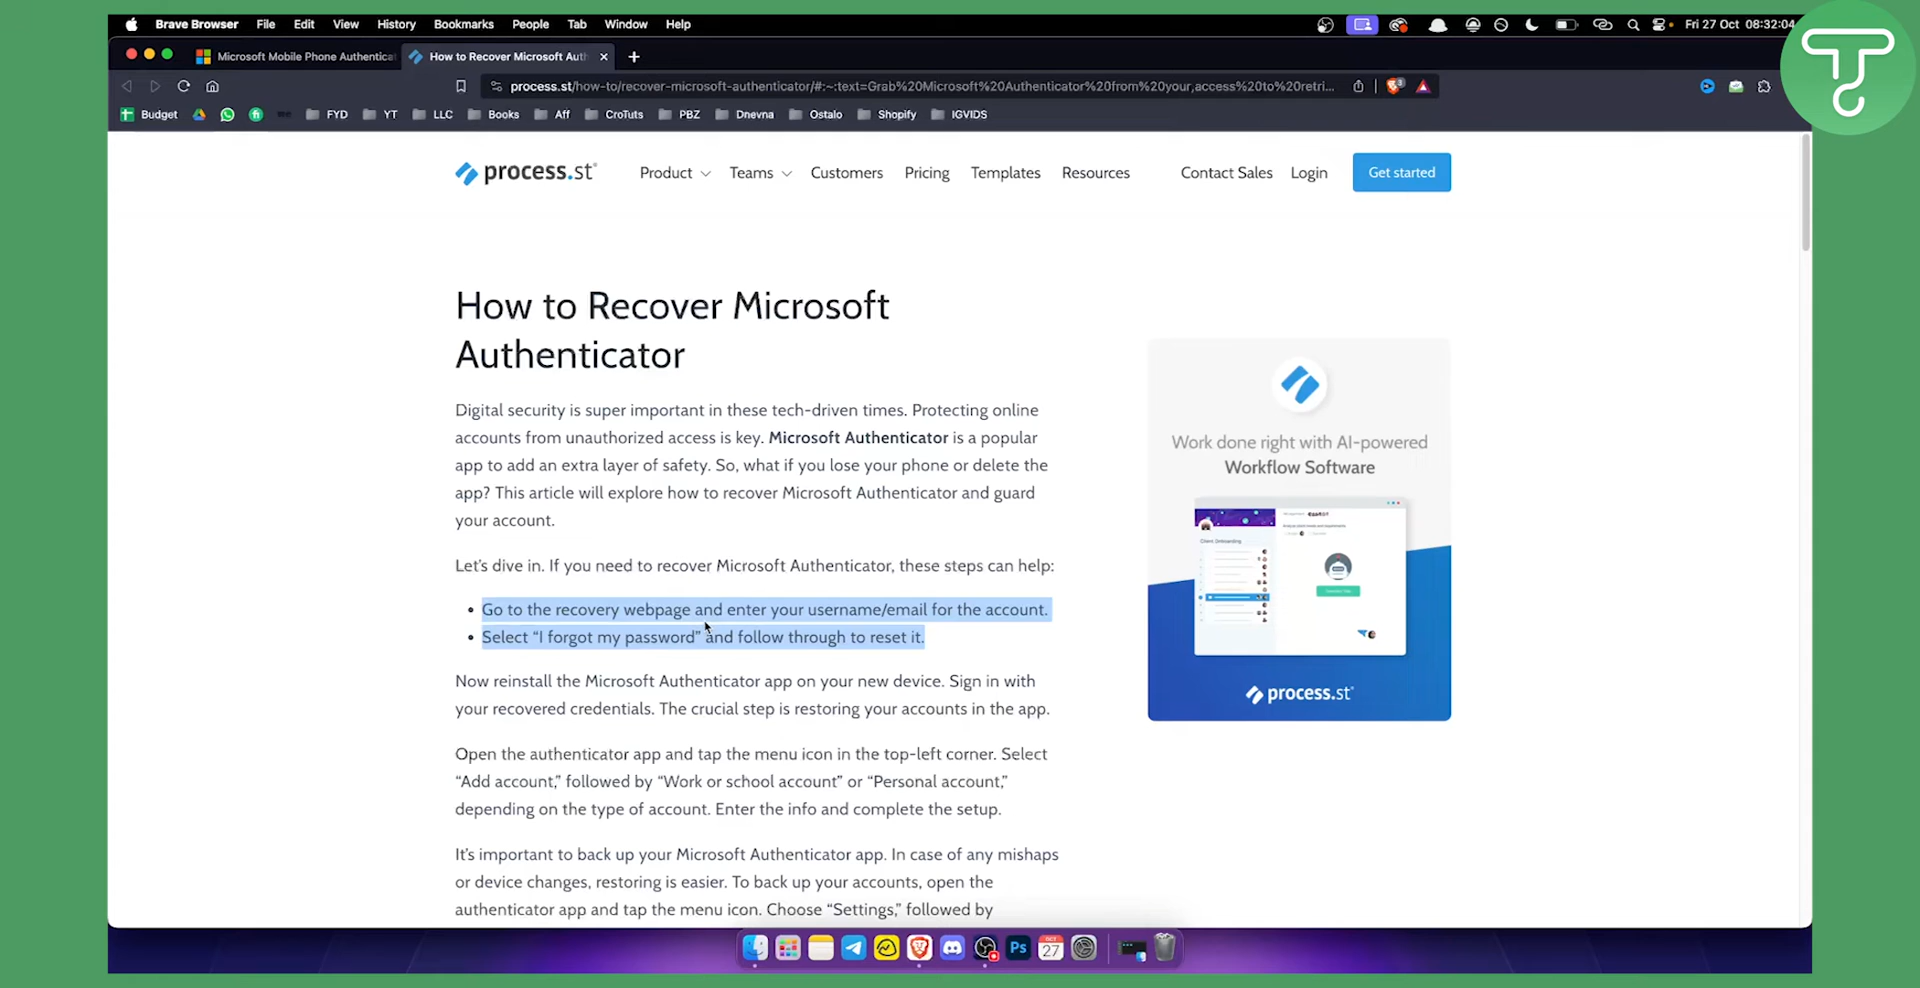 Brave Browser File Edit View History Bookmarks People Tab Window Help Fri 27 Oct 08:32:04
Microsoft Mobile Phone Authentica How to Recover Microsoft Auth
process.st/how-to/recover-microsoft-authenticator/#:~:text=Grab%20Microsoft%20Authenticator%20from%20your,access%20to%20retri...
Budget FYD YT LLC Books Aff CroTuts PBZ Dnevna Ostalo Shopify IGVIDS
process.st Product Teams Customers Pricing Templates Resources Contact Sales Login Get started
How to Recover Microsoft
Authenticator
Digital security is super important in these tech-driven times. Protecting online
accounts from unauthorized access is key. Microsoft Authenticator is a popular
app to add an extra layer of safety. So, what if you lose your phone or delete the
app? This article will explore how to recover Microsoft Authenticator and guard
your account.
Let's dive in. If you need to recover Microsoft Authenticator, these steps can help:
• Go to the recovery webpage and enter your username/email for the account.
• Select “I forgot my password” and follow through to reset it.
Now reinstall the Microsoft Authenticator app on your new device. Sign in with
your recovered credentials. The crucial step is restoring your accounts in the app.
Open the authenticator app and tap the menu icon in the top-left corner. Select
“Add account,” followed by “Work or school account” or “Personal account,”
depending on the type of account. Enter the info and complete the setup.
It's important to back up your Microsoft Authenticator app. In case of any mishaps
or device changes, restoring is easier. To back up your accounts, open the
authenticator app and tap the menu icon. Choose “Settings,” followed by
Work done right with AI-powered
Workflow Software
Client Onboarding
process.st
Ps
OCT
27